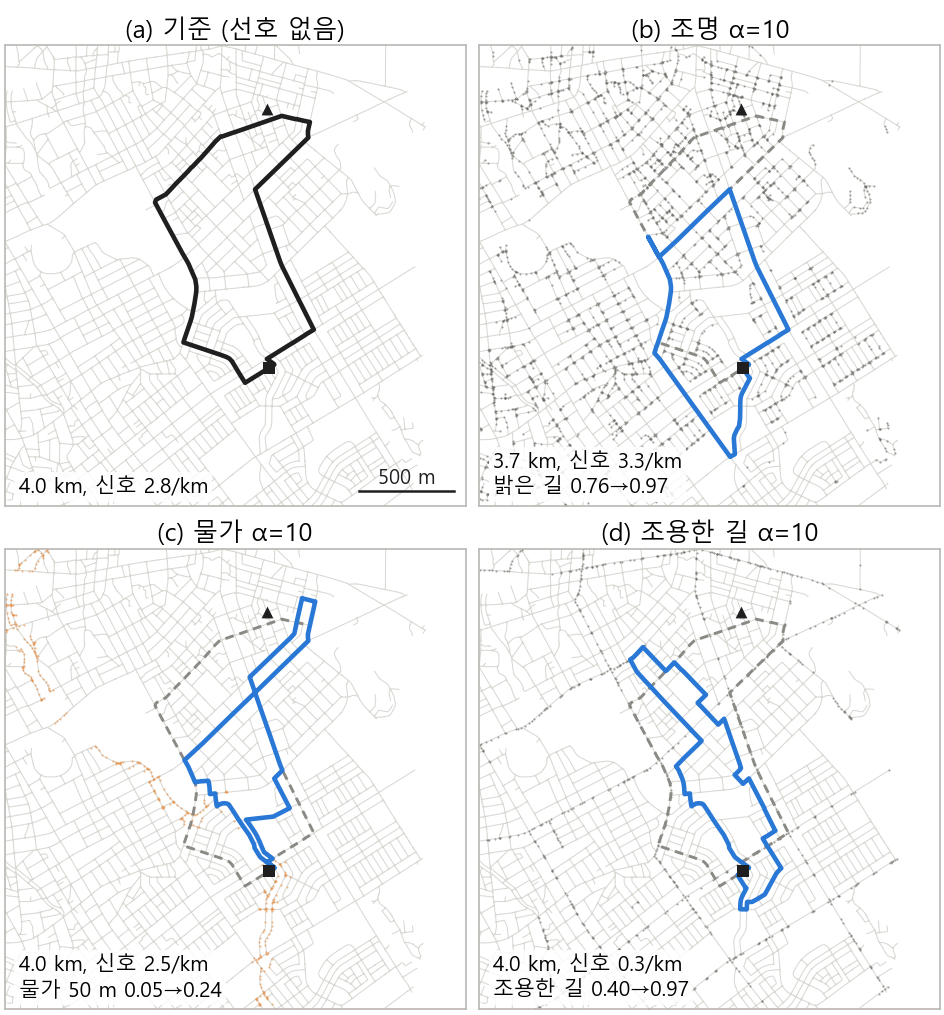 (a) 기준 (선호 없음)
(b) 조명 α=10
4.0 km, 신호 2.8/km
500 m
3.7 km, 신호 3.3/km
밝은 길 0.76→0.97
(c) 물가 α=10
(d) 조용한 길 α=10
4.0 km, 신호 2.5/km
물가 50 m 0.05→0.24
4.0 km, 신호 0.3/km
조용한 길 0.40→0.97